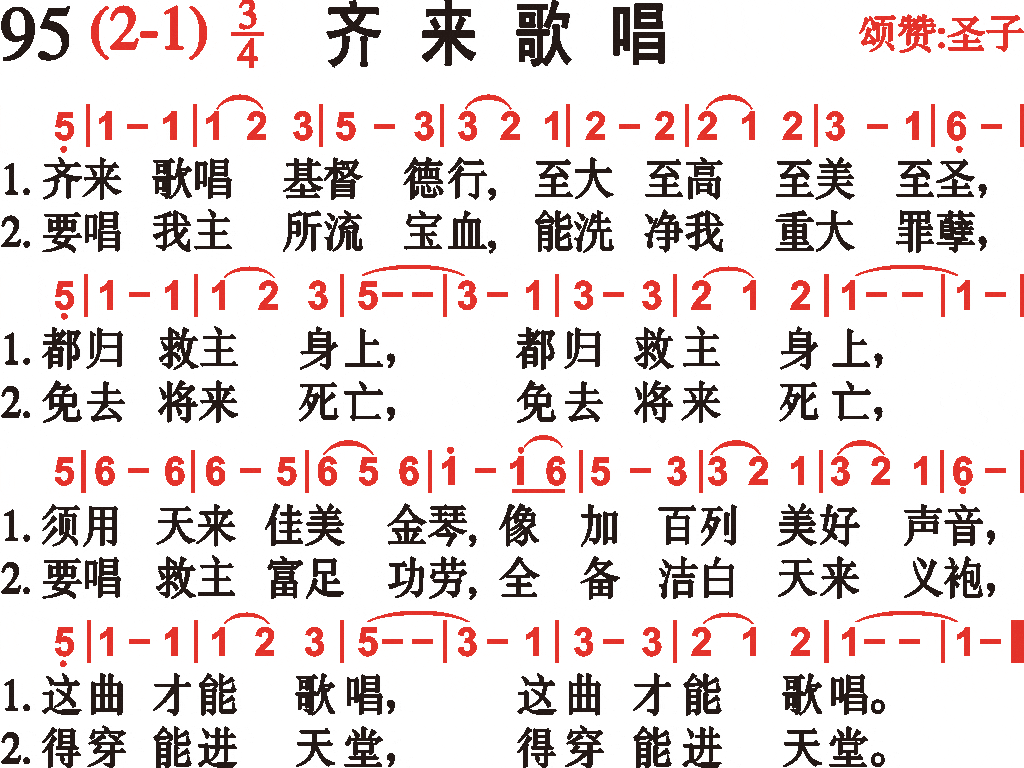 95 (2-1) 3/4 齐来歌唱 颂赞:圣子
5̣|1 - 1|1 2 3|5 - 3|3 2 1|2 - 2|2 1 2|3 - 1|6̣ - |
1. 齐来 歌唱 基督 德行, 至大 至高 至美 至圣,
2. 要唱 我主 所流 宝血, 能洗 净我 重大 罪孽,
5̣|1 - 1|1 2 3|5 - - |3 - 1|3 - 3|2 1 2|1 - - |1 - |
1. 都归 救主 身上, 都归 救主 身上,
2. 免去 将来 死亡, 免去 将来 死亡,
5|6 - 6|6 - 5|6 5 6|1̇ - 1̇ 6|5 - 3|3 2 1|3 2 1|6̣ - |
1. 须用 天来 佳美 金琴, 像 加 百列 美好 声音,
2. 要唱 救主 富足 功劳, 全 备 洁白 天来 义袍,
5̣|1 - 1|1 2 3|5 - - |3 - 1|3 - 3|2 1 2|1 - - |1 - |
1. 这曲 才能 歌唱, 这曲 才能 歌唱。
2. 得穿 能进 天堂, 得穿 能进 天堂。